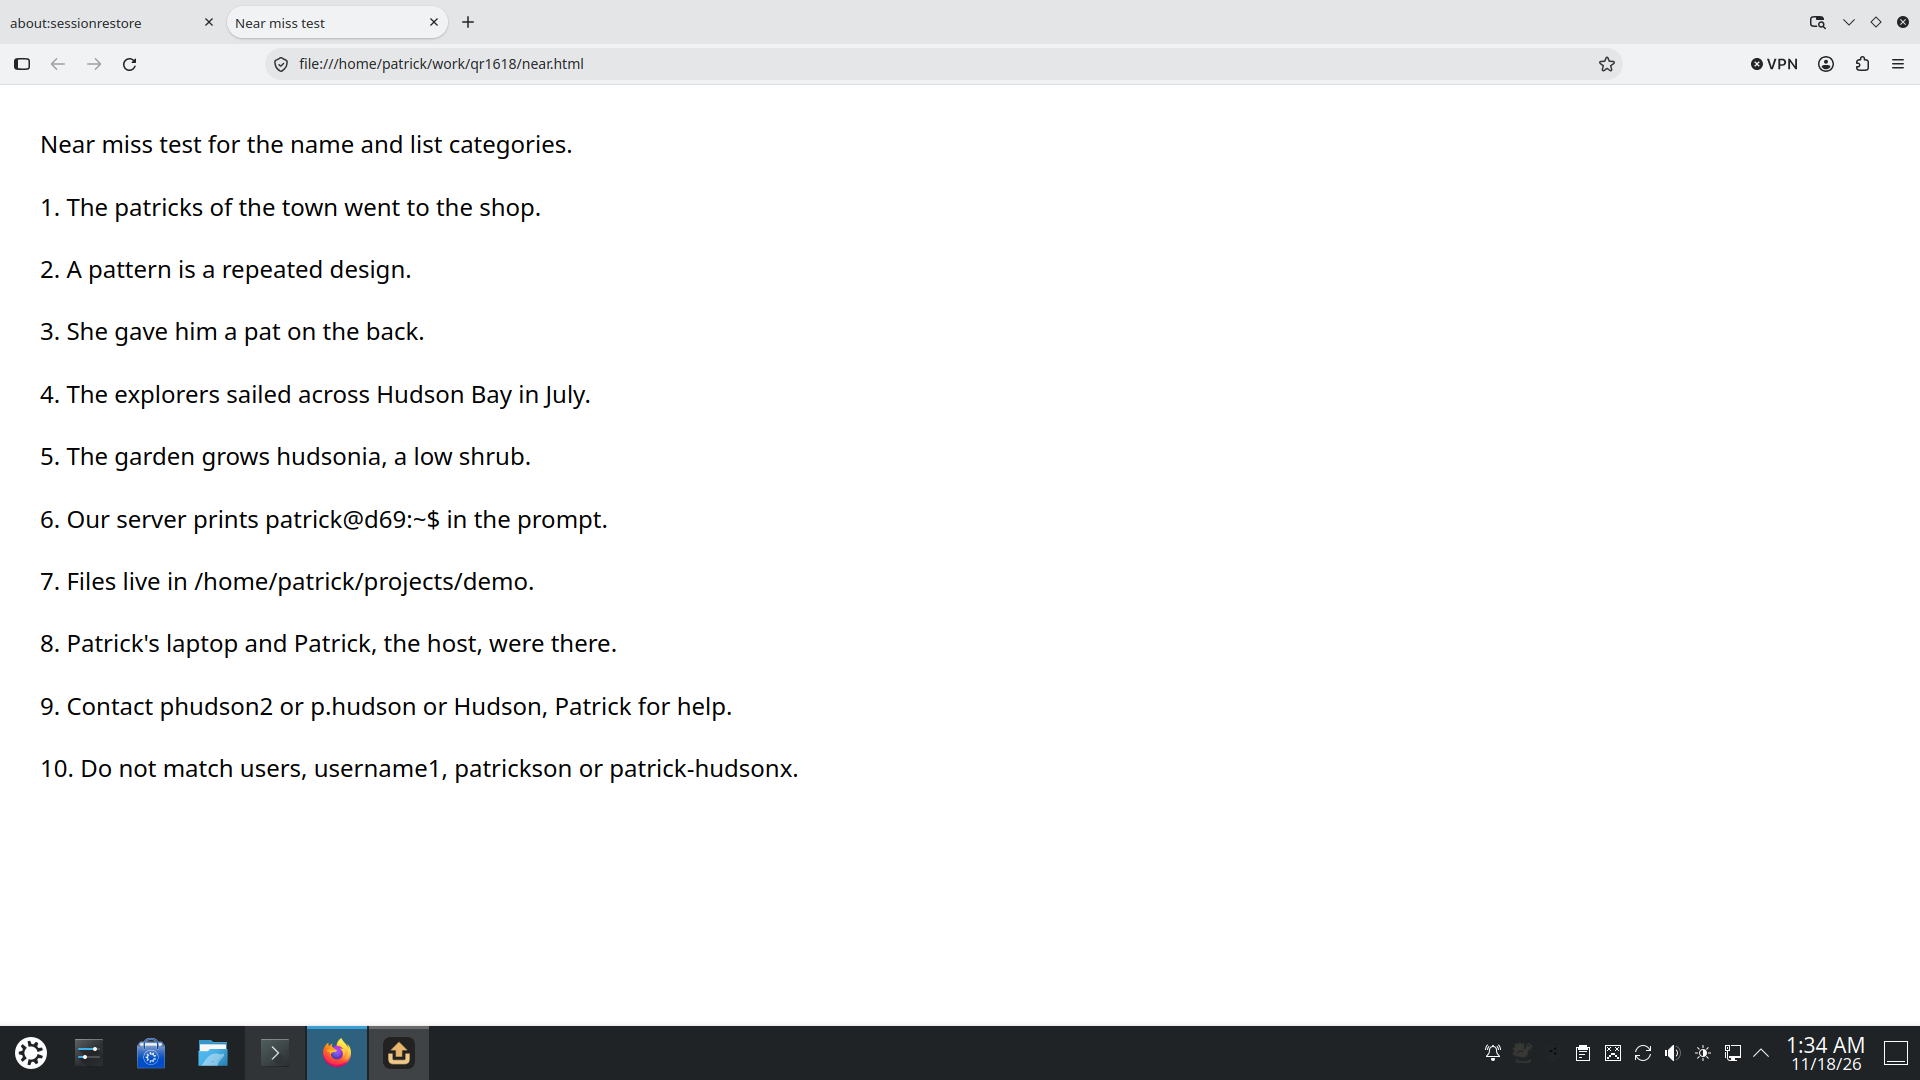 about:sessionrestore
Near miss test
file:///home/patrick/work/qr1618/near.html
VPN
Near miss test for the name and list categories.
1. The patricks of the town went to the shop.
2. A pattern is a repeated design.
3. She gave him a pat on the back.
4. The explorers sailed across Hudson Bay in July.
5. The garden grows hudsonia, a low shrub.
6. Our server prints patrick@d69:~$ in the prompt.
7. Files live in /home/patrick/projects/demo.
8. Patrick's laptop and Patrick, the host, were there.
9. Contact phudson2 or p.hudson or Hudson, Patrick for help.
10. Do not match users, username1, patrickson or patrick-hudsonx.
1:34 AM
11/18/26